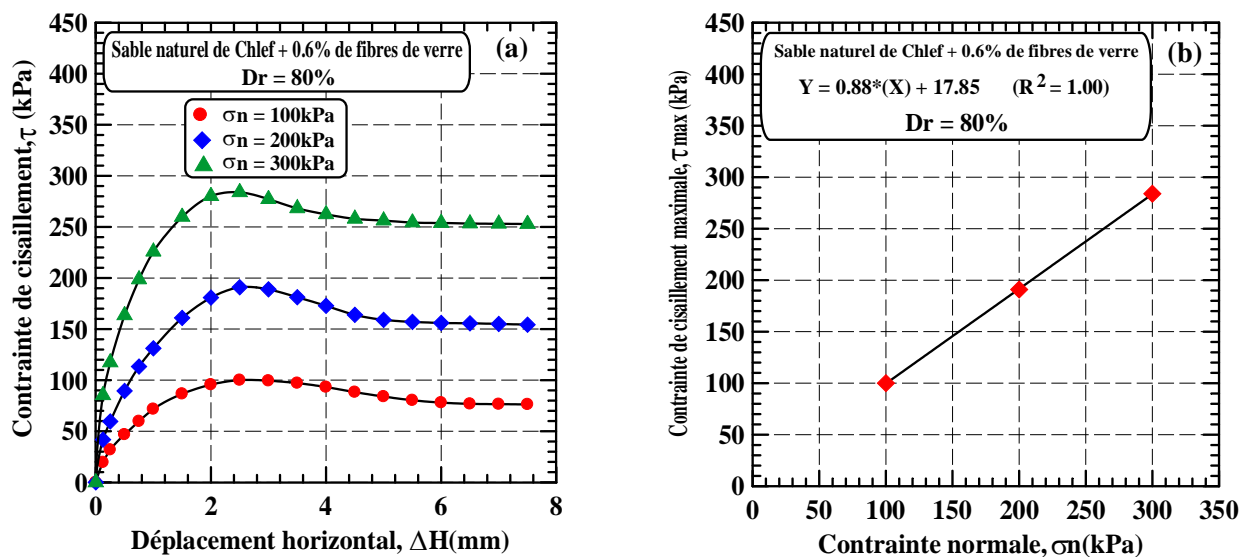 450
400
350
300
250
200
150
100
50
0
Contrainte de cisaillement,τ (kPa)
Sable naturel de Chlef + 0.6% de fibres de verre
Dr = 80%
(a)
σn = 100kPa
σn = 200kPa
σn = 300kPa
0 2 4 6 8
Déplacement horizontal, ΔH(mm)
450
400
350
300
250
200
150
100
50
0
Contrainte de cisaillement maximale, τmax (kPa)
Sable naturel de Chlef + 0.6% de fibres de verre
Y = 0.88*(X) + 17.85 (R² = 1.00)
Dr = 80%
(b)
0 50 100 150 200 250 300 350
Contrainte normale, σn(kPa)